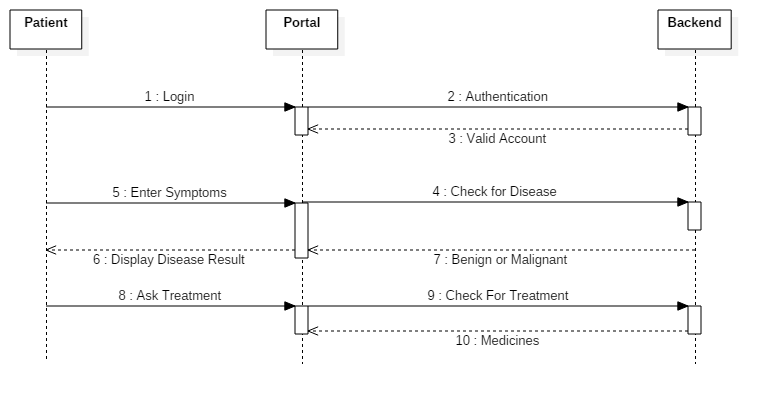 Patient
Portal
Backend
1 : Login
2 : Authentication
3 : Valid Account
5 : Enter Symptoms
4 : Check for Disease
6 : Display Disease Result
7 : Benign or Malignant
8 : Ask Treatment
9 : Check For Treatment
10 : Medicines